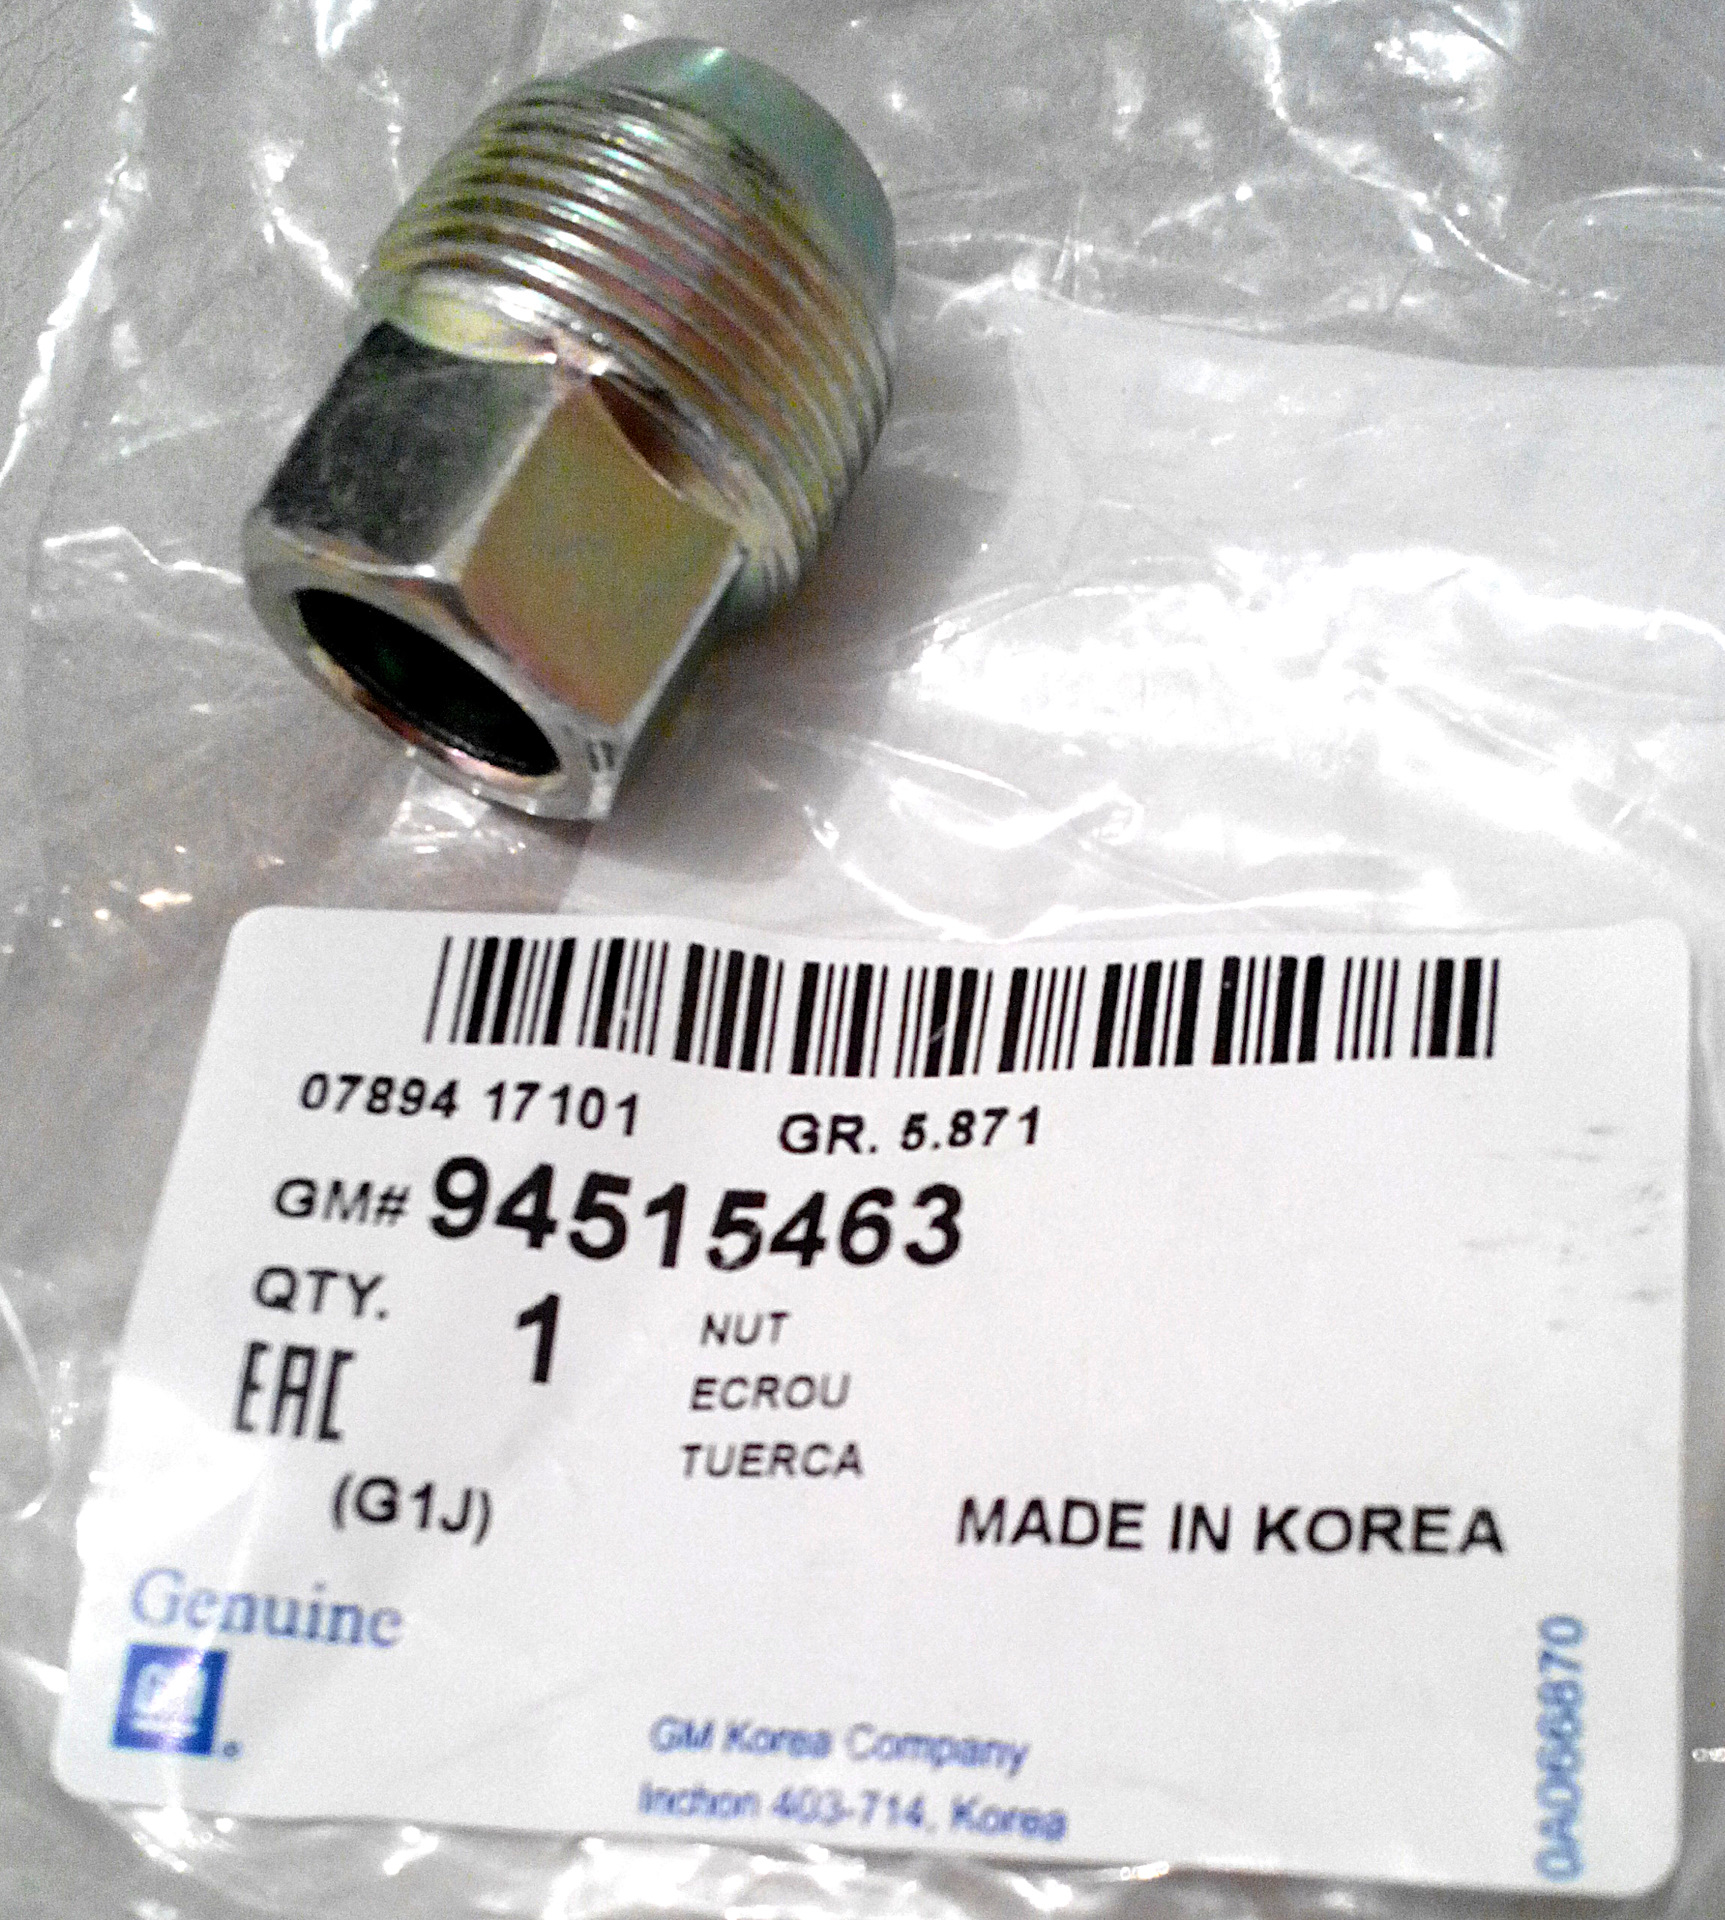 07894 17101 GR. 5.871
GM# 94515463
QTY. 1 NUT
ECROU
EAC
TUERCA
(G1J)
MADE IN KOREA
Genuine
GM
GM Korea Company
Inchon 403-714, Korea
0AD66870